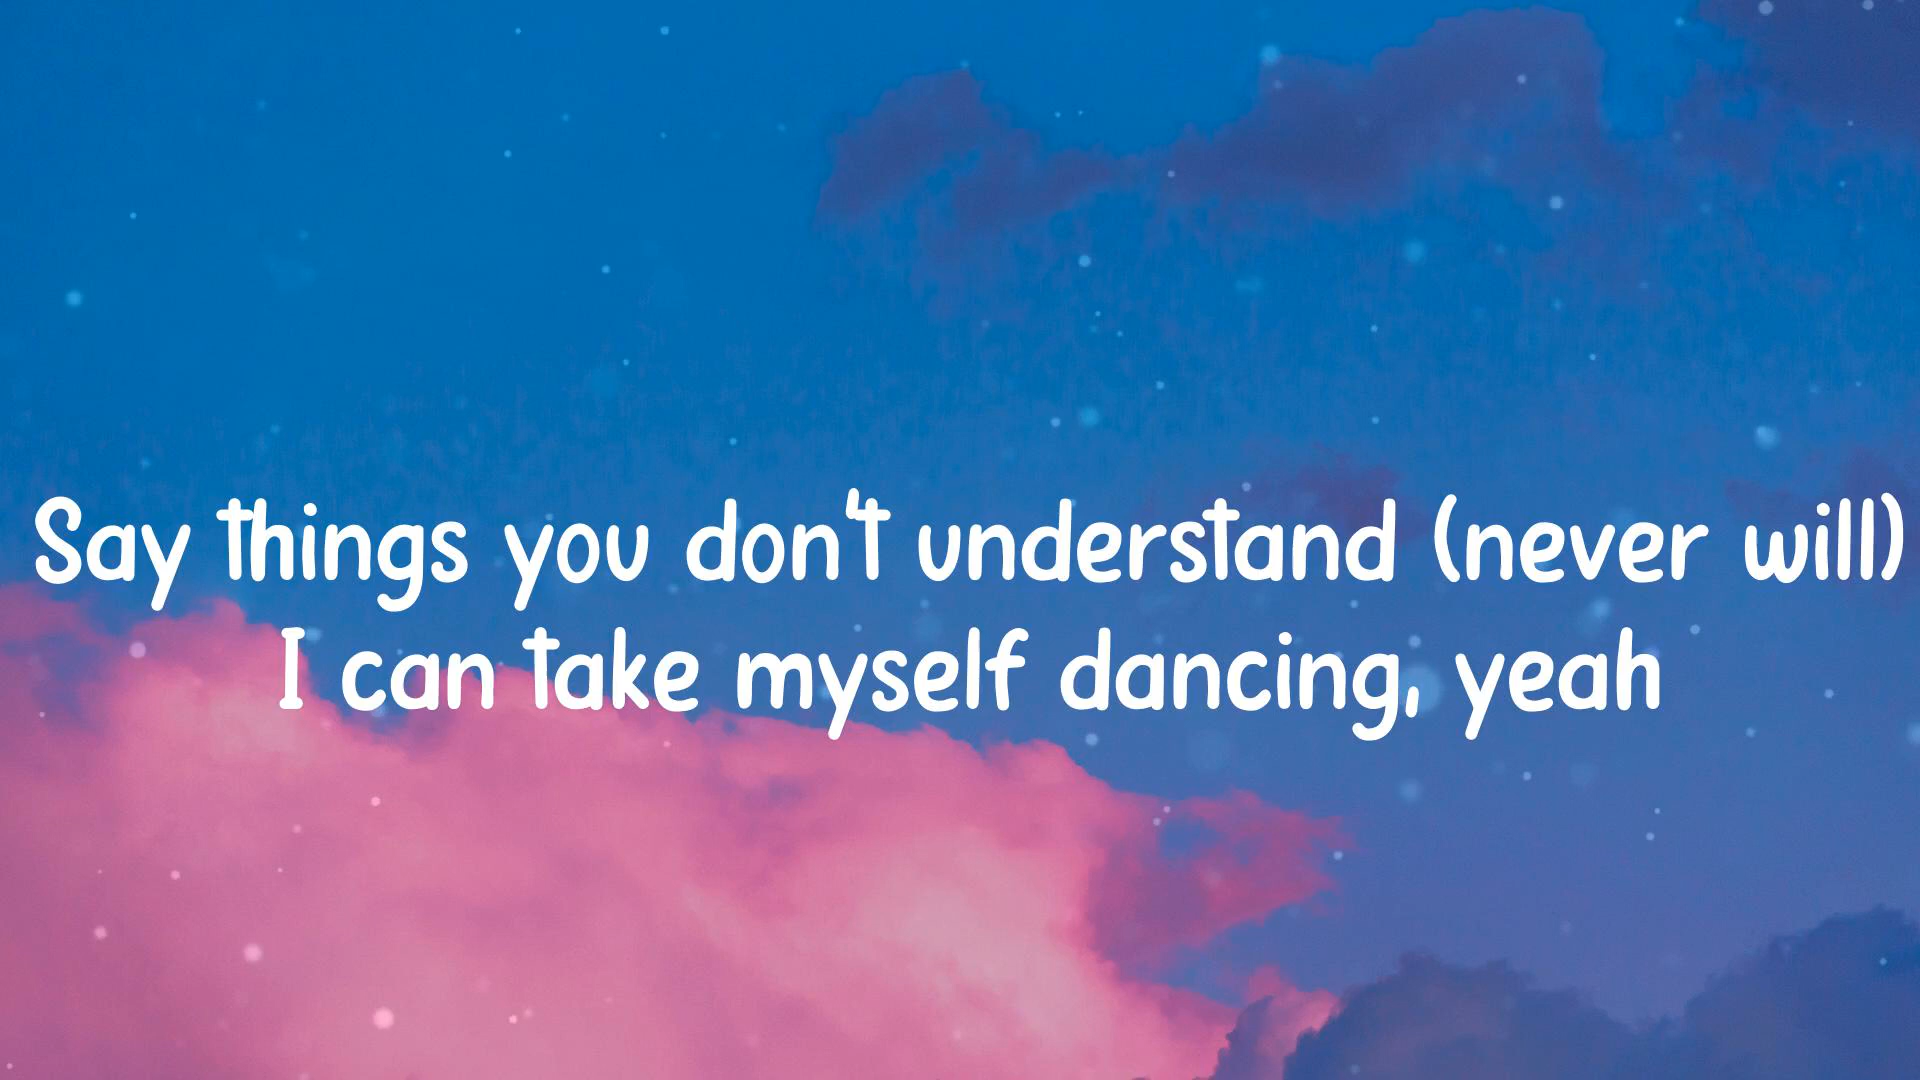 Say things you don't understand (never will)
I can take myself dancing, yeah